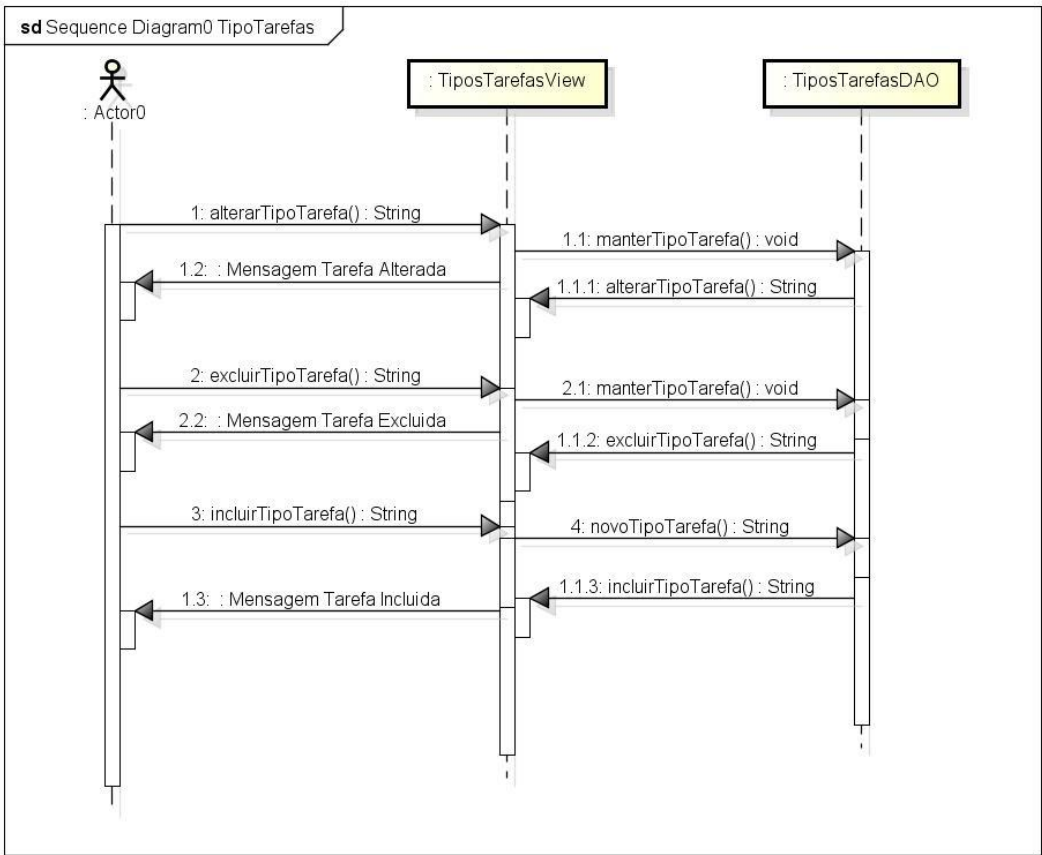 sd Sequence Diagram0 TipoTarefas
: Actor0
: TiposTarefasView
: TiposTarefasDAO
1: alterarTipoTarefa() : String
1.1: manterTipoTarefa() : void
1.2:  : Mensagem Tarefa Alterada
1.1.1: alterarTipoTarefa() : String
2: excluirTipoTarefa() : String
2.1: manterTipoTarefa() : void
2.2:  : Mensagem Tarefa Excluida
1.1.2: excluirTipoTarefa() : String
3: incluirTipoTarefa() : String
4: novoTipoTarefa() : String
1.3:  : Mensagem Tarefa Incluida
1.1.3: incluirTipoTarefa() : String